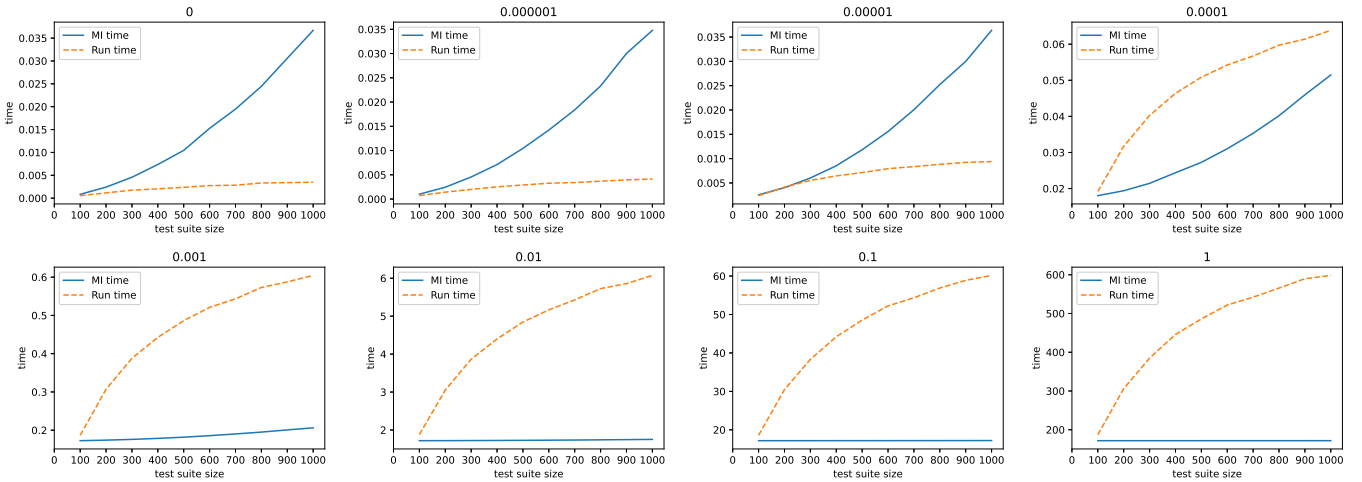 0
0.035
0.030
0.025
0.020
0.015
0.010
0.005
0.000
time
MI time
Run time
0 100 200 300 400 500 600 700 800 900 1000
test suite size
0.000001
0.035
0.030
0.025
0.020
0.015
0.010
0.005
0.000
time
MI time
Run time
0 100 200 300 400 500 600 700 800 900 1000
test suite size
0.00001
0.035
0.030
0.025
0.020
0.015
0.010
0.005
time
MI time
Run time
0 100 200 300 400 500 600 700 800 900 1000
test suite size
0.0001
0.06
0.05
0.04
0.03
0.02
time
MI time
Run time
0 100 200 300 400 500 600 700 800 900 1000
test suite size
0.001
0.6
0.5
0.4
0.3
0.2
time
MI time
Run time
0 100 200 300 400 500 600 700 800 900 1000
test suite size
0.01
6
5
4
3
2
time
MI time
Run time
0 100 200 300 400 500 600 700 800 900 1000
test suite size
0.1
60
50
40
30
20
time
MI time
Run time
0 100 200 300 400 500 600 700 800 900 1000
test suite size
1
600
500
400
300
200
time
MI time
Run time
0 100 200 300 400 500 600 700 800 900 1000
test suite size